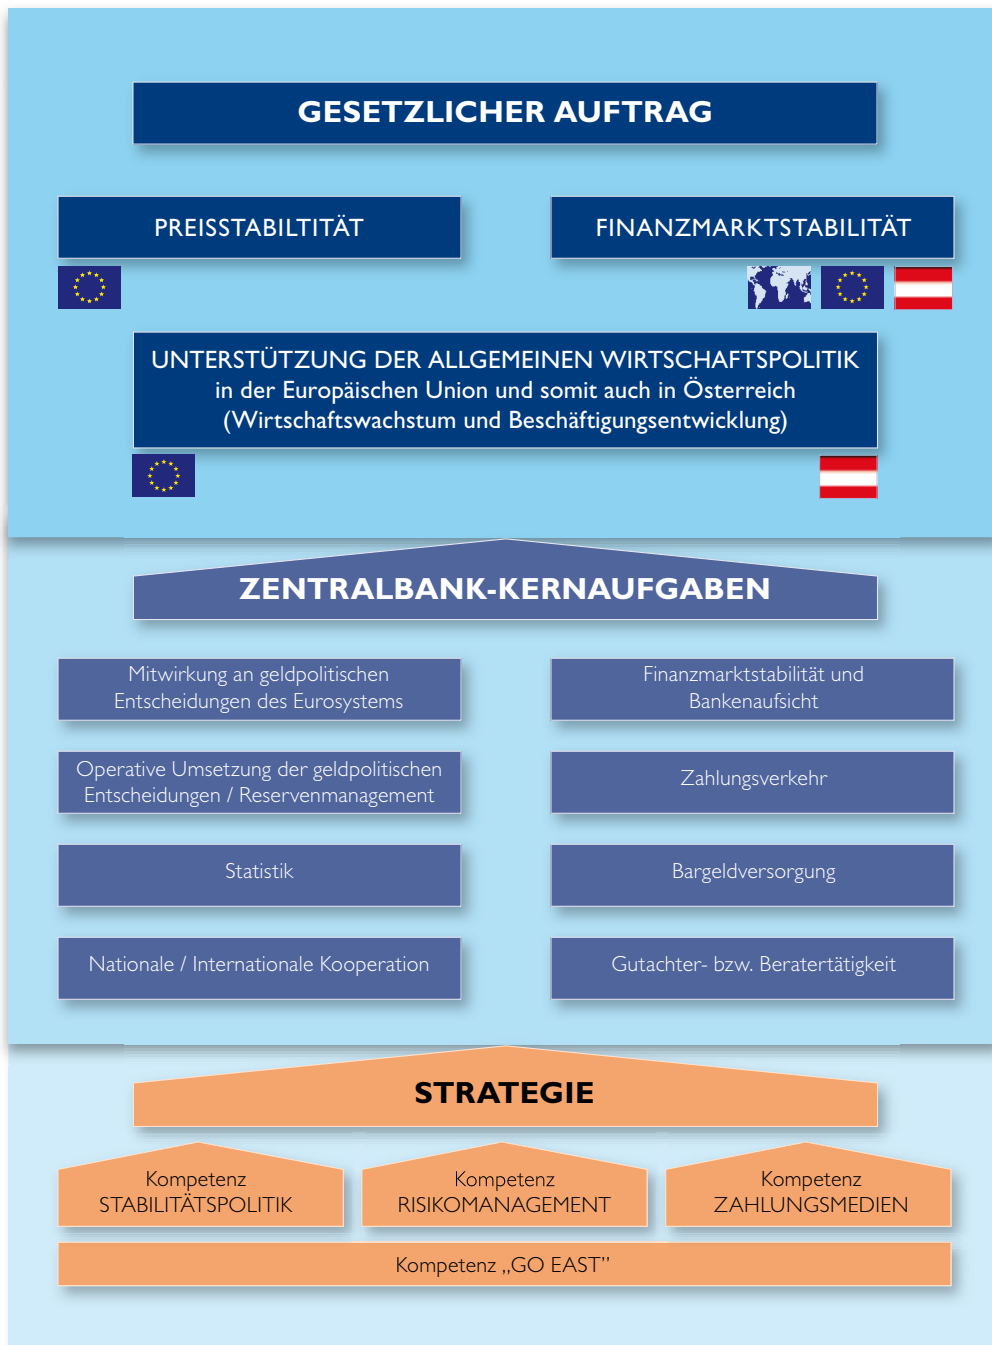 GESETZLICHER AUFTRAG
PREISSTABILTITÄT
FINANZMARKTSTABILITÄT
UNTERSTÜTZUNG DER ALLGEMEINEN WIRTSCHAFTSPOLITIK
in der Europäischen Union und somit auch in Österreich
(Wirtschaftswachstum und Beschäftigungsentwicklung)
ZENTRALBANK-KERNAUFGABEN
Mitwirkung an geldpolitischen
Entscheidungen des Eurosystems
Finanzmarktstabilität und
Bankenaufsicht
Operative Umsetzung der geldpolitischen
Entscheidungen / Reservenmanagement
Zahlungsverkehr
Statistik
Bargeldversorgung
Nationale / Internationale Kooperation
Gutachter- bzw. Beratertätigkeit
STRATEGIE
Kompetenz
STABILITÄTSPOLITIK
Kompetenz
RISIKOMANAGEMENT
Kompetenz
ZAHLUNGSMEDIEN
Kompetenz „GO EAST”